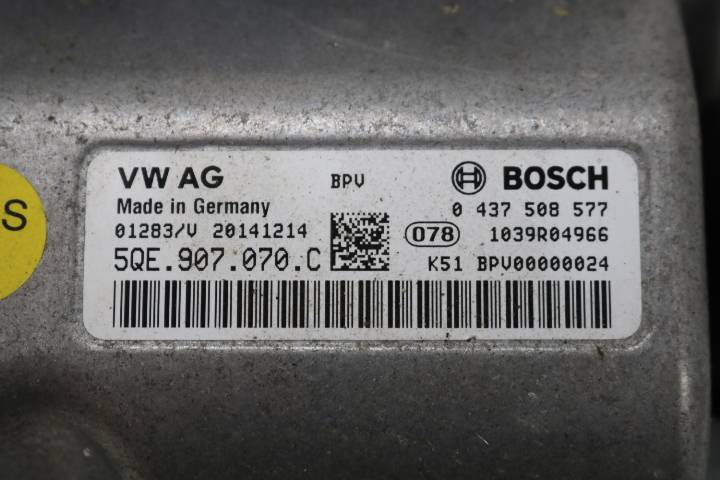 VW AG BPV BOSCH
Made in Germany 0 437 508 577
01283/V 20141214 078 1039R04966
5QE.907.070.C K51 BPV00000024
S